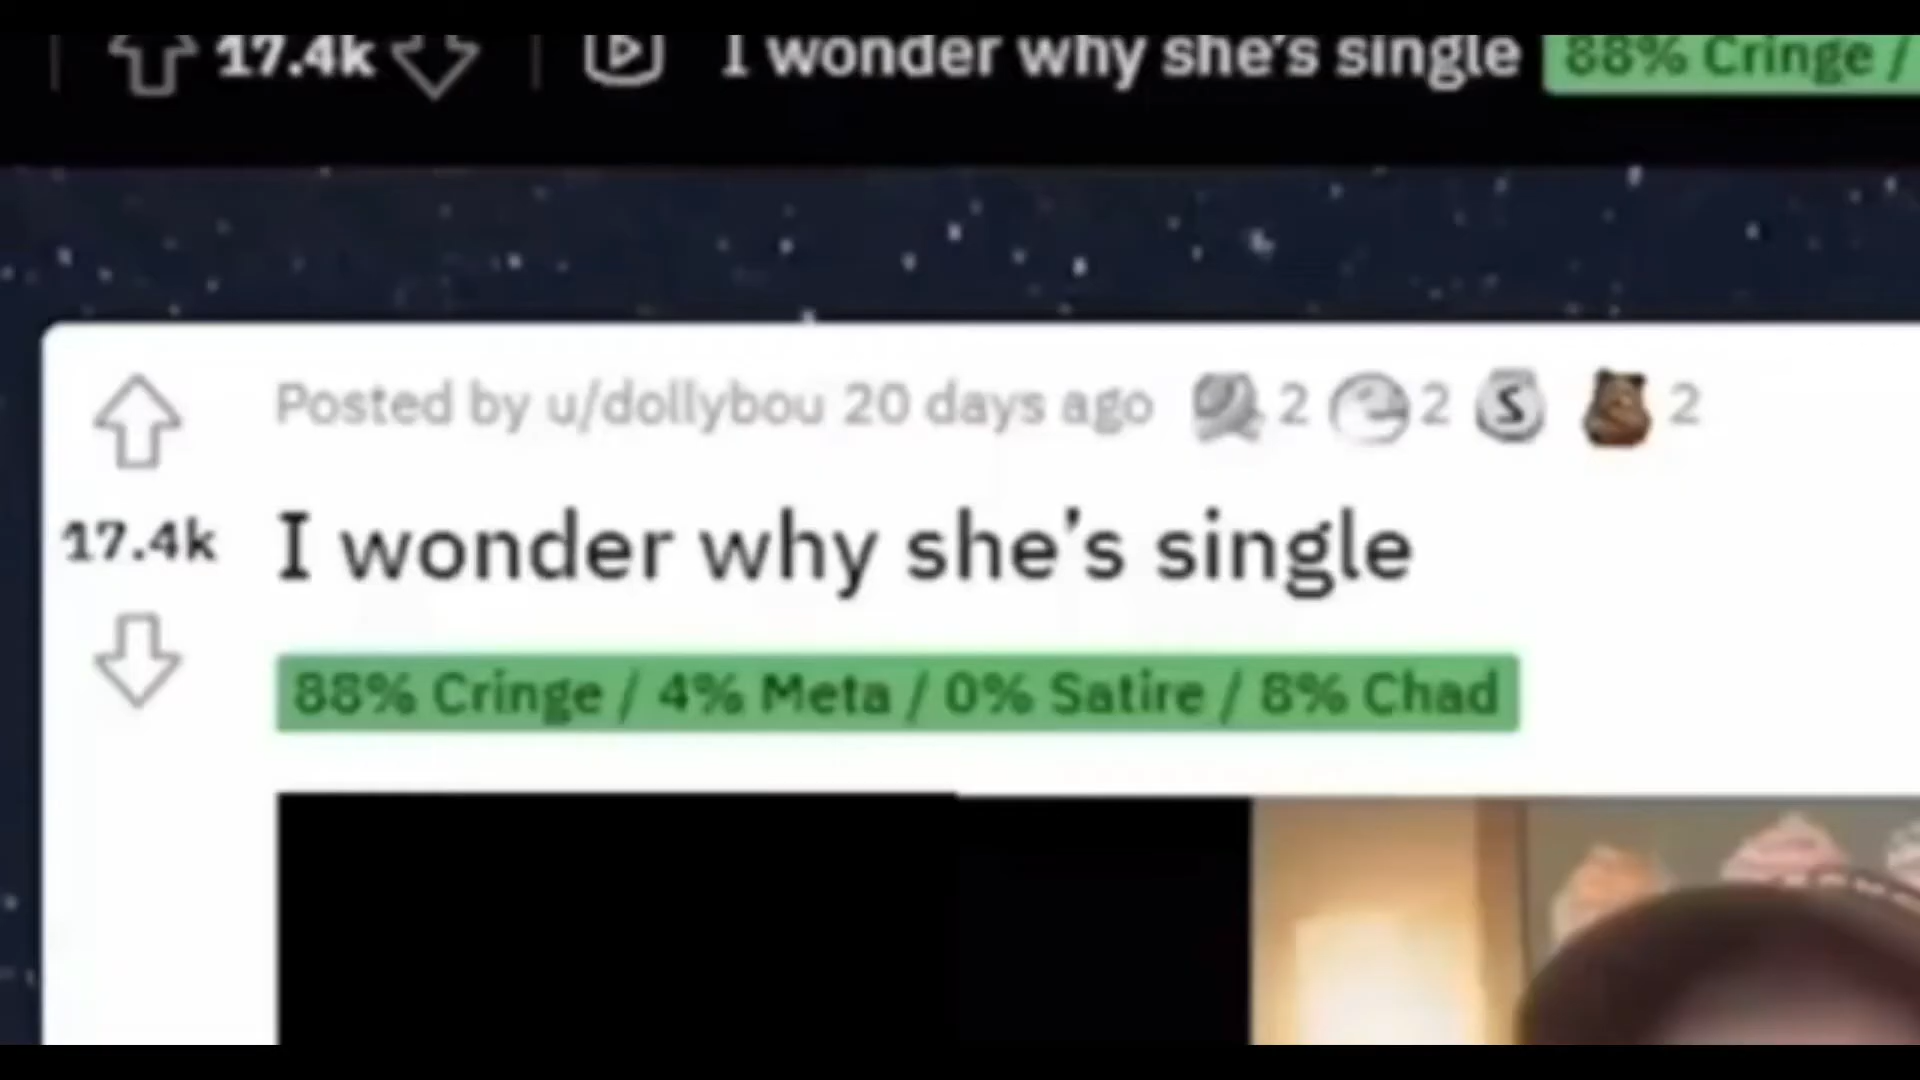 17.4k I wonder why she's single 88% Cringe /
Posted by u/dollybou 20 days ago 2 2 S 2
17.4k I wonder why she's single
88% Cringe / 4% Meta / 0% Satire / 8% Chad